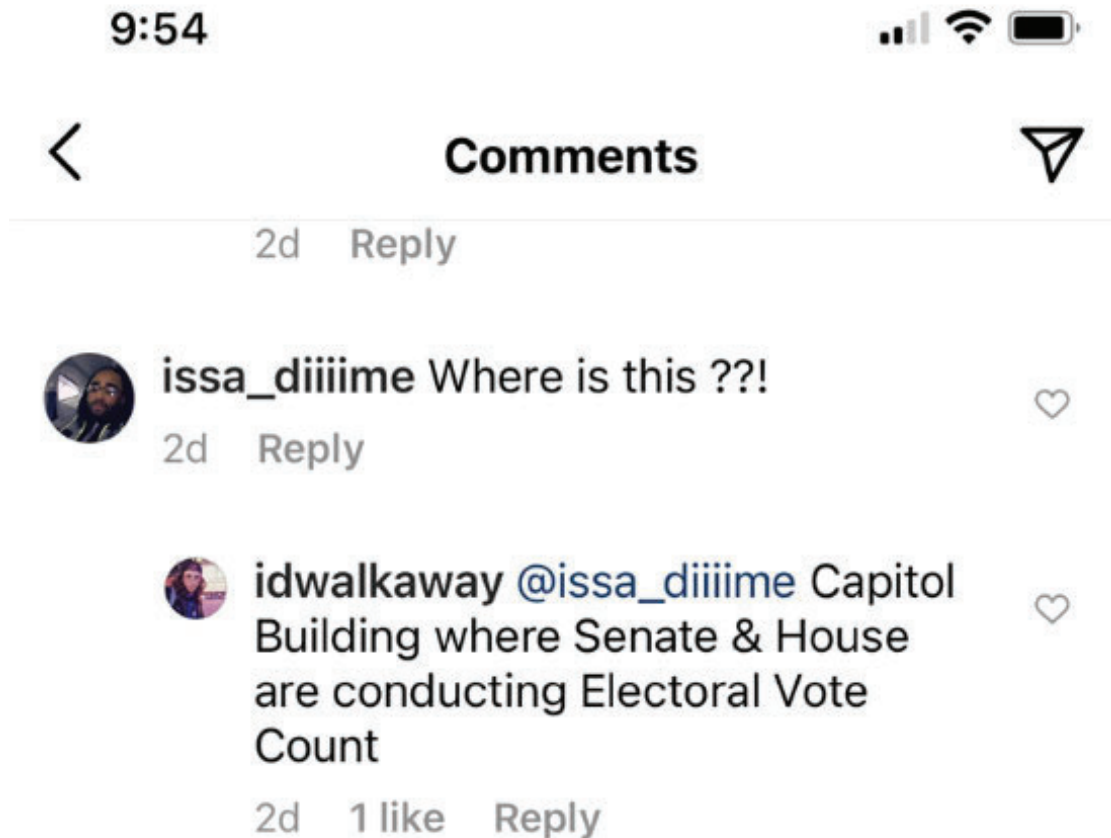 9:54
Comments
2d Reply
issa_diiiime Where is this ??!
2d Reply
idwalkaway @issa_diiiime Capitol
Building where Senate & House
are conducting Electoral Vote
Count
2d 1 like Reply